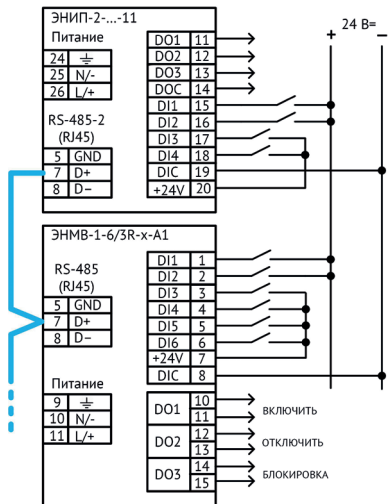 ЭНИП-2-...-11
24 В=
+ −
Питание
24
25 N/-
26 L/+
RS-485-2
(RJ45)
5 GND
7 D+
8 D−
DO1 11
DO2 12
DO3 13
DOC 14
DI1 15
DI2 16
DI3 17
DI4 18
DIC 19
+24V 20
ЭНМВ-1-6/3R-x-A1
RS-485
(RJ45)
5 GND
7 D+
8 D−
Питание
9
10 N/-
11 L/+
DI1 1
DI2 2
DI3 3
DI4 4
DI5 5
DI6 6
+24V 7
DIC 8
DO1 10
11
ВКЛЮЧИТЬ
DO2 12
13
ОТКЛЮЧИТЬ
DO3 14
15
БЛОКИРОВКА